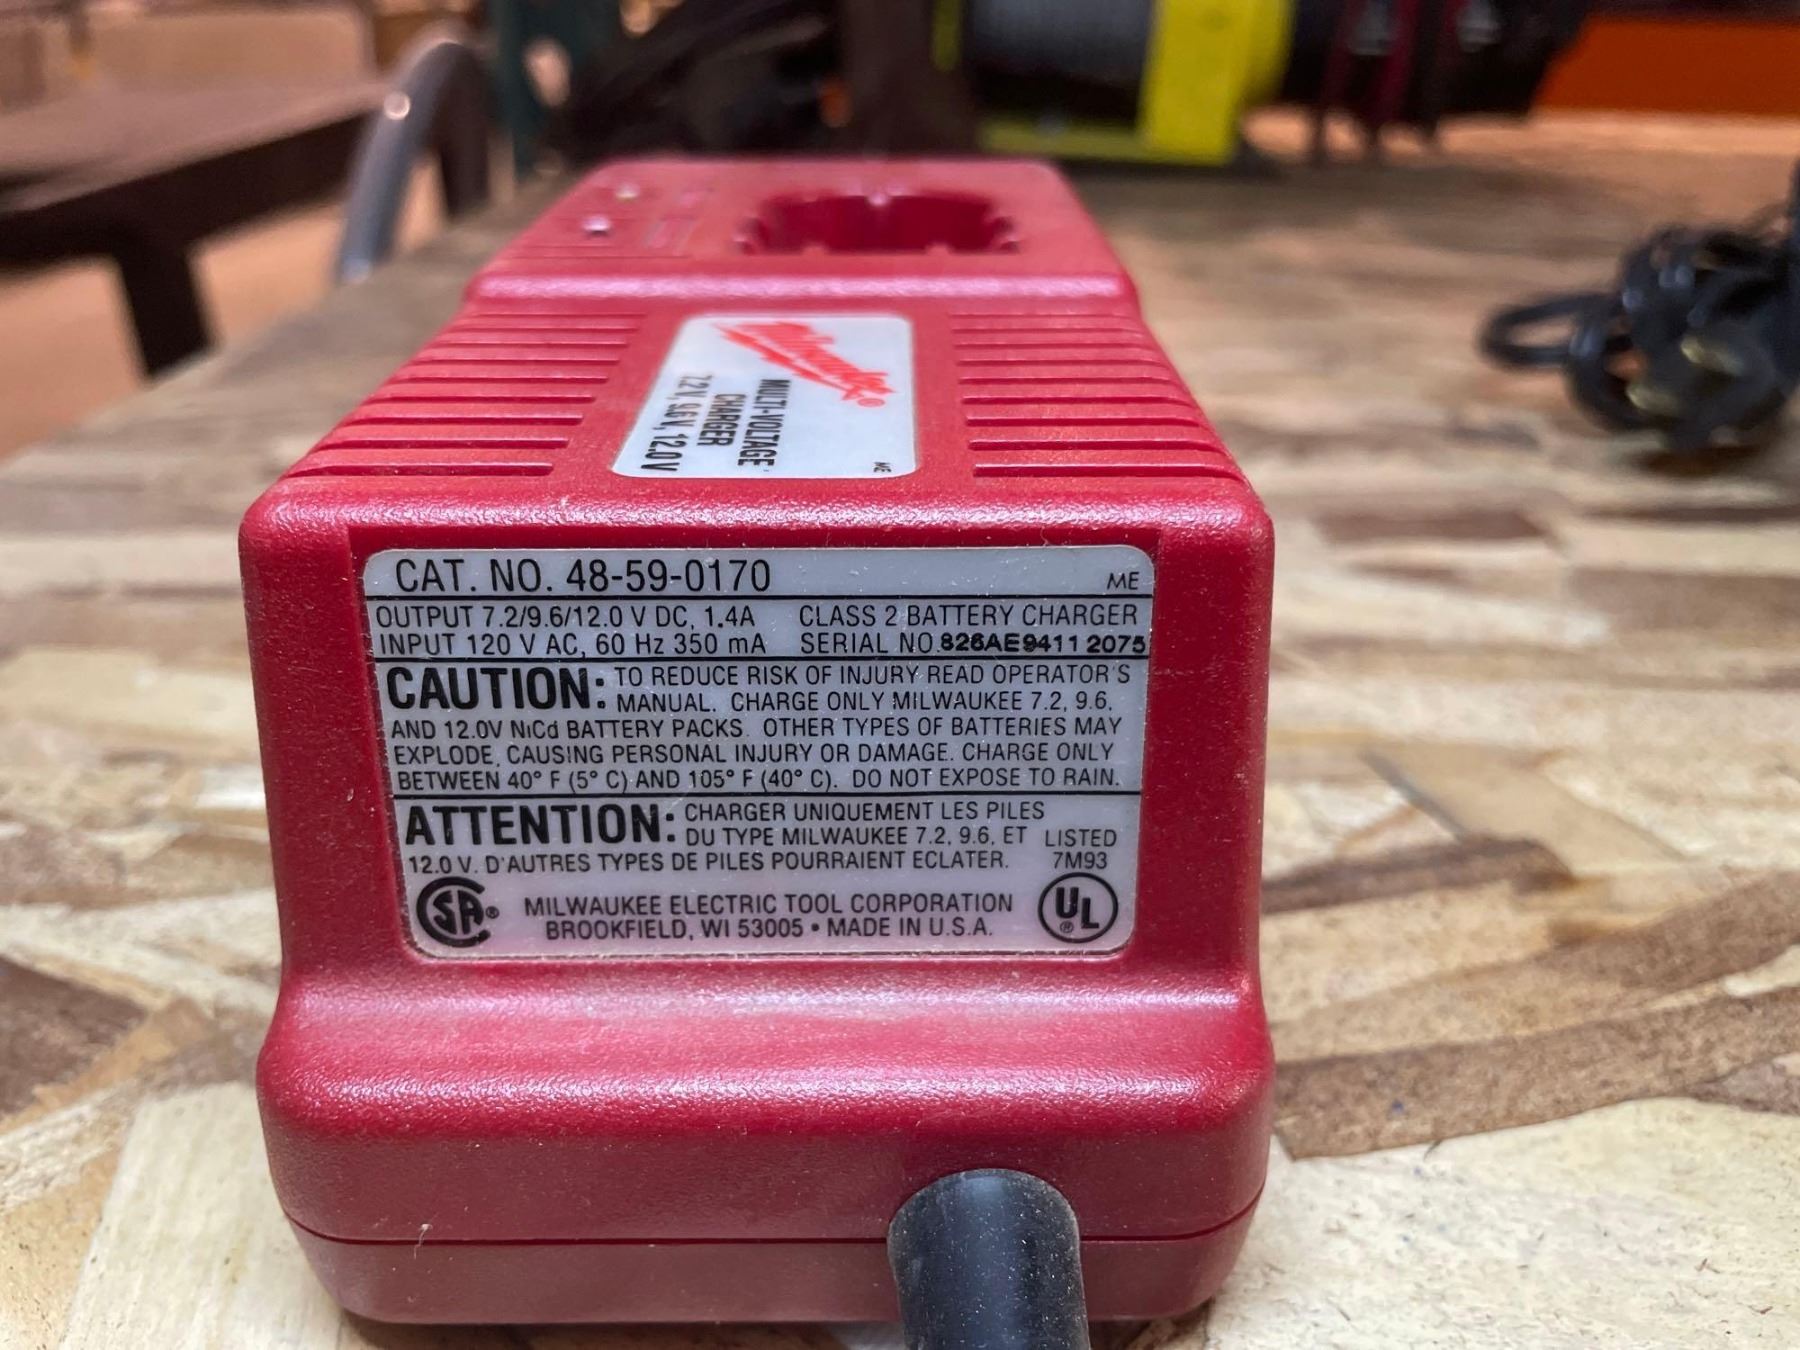 Milwaukee®
MULTI-VOLTAGE
CHARGER
7.2V, 9.6V, 12.0V
ME
CAT. NO. 48-59-0170 ME
OUTPUT 7.2/9.6/12.0 V DC, 1.4A CLASS 2 BATTERY CHARGER
INPUT 120 V AC, 60 Hz 350 mA SERIAL NO. 826AE9411 2075
CAUTION: TO REDUCE RISK OF INJURY READ OPERATOR'S
MANUAL. CHARGE ONLY MILWAUKEE 7.2, 9.6,
AND 12.0V NiCd BATTERY PACKS. OTHER TYPES OF BATTERIES MAY
EXPLODE, CAUSING PERSONAL INJURY OR DAMAGE. CHARGE ONLY
BETWEEN 40° F (5° C) AND 105° F (40° C). DO NOT EXPOSE TO RAIN.
ATTENTION: CHARGER UNIQUEMENT LES PILES
DU TYPE MILWAUKEE 7.2, 9.6, ET
12.0 V. D'AUTRES TYPES DE PILES POURRAIENT ECLATER.
LISTED
7M93
SA®
MILWAUKEE ELECTRIC TOOL CORPORATION
BROOKFIELD, WI 53005 • MADE IN U.S.A.
UL®